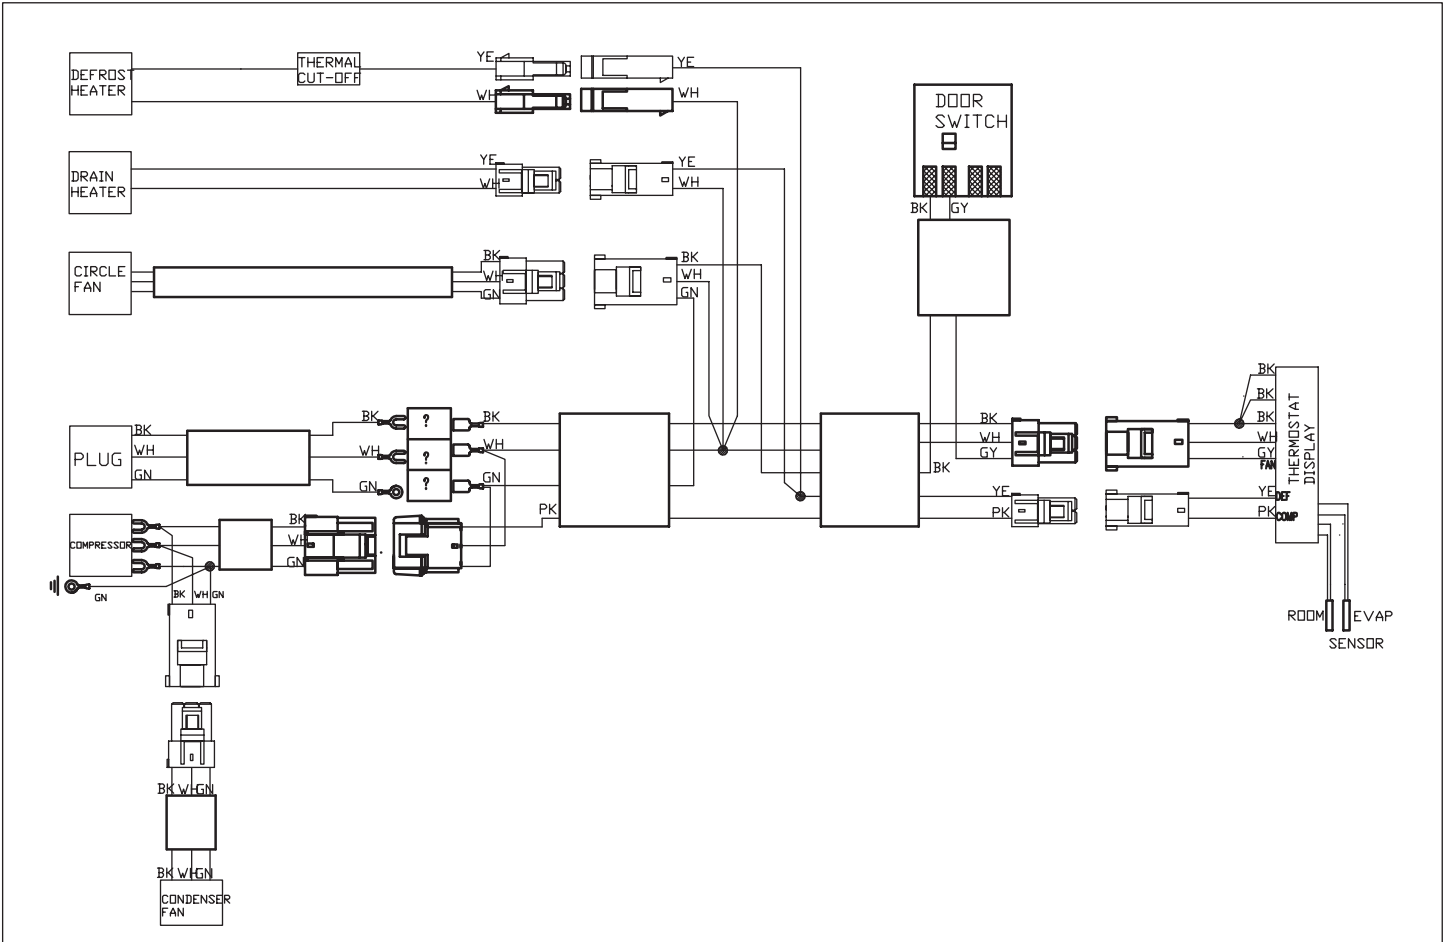 DEFROST
HEATER
THERMAL
CUT-OFF
YE
YE
WH
WH
DRAIN
HEATER
YE
WH
YE
WH
CIRCLE
FAN
BK
WH
GN
BK
WH
GN
DOOR
SWITCH
BK
GY
PLUG
BK
WH
GN
BK
WH
GN
?
?
?
BK
WH
GN
PK
BK
BK
WH
GY
YE
PK
BK
BK
BK
WH
GY
FAN
YE
DEF
PK
COMP
THERMOSTAT
DISPLAY
ROOM
EVAP
SENSOR
COMPRESSOR
BK
WH
GN
GN
BK
WH
GN
BK
WH
GN
BK
WH
GN
CONDENSER
FAN